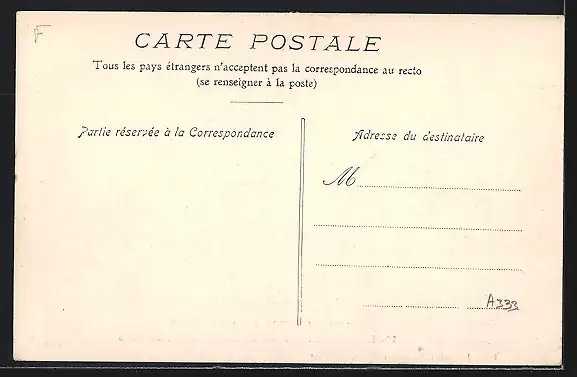 F
CARTE POSTALE
Tous les pays étrangers n'acceptent pas la correspondance au recto
(se renseigner à la poste)
Partie réservée à la Correspondance
Adresse du destinataire
M
A333